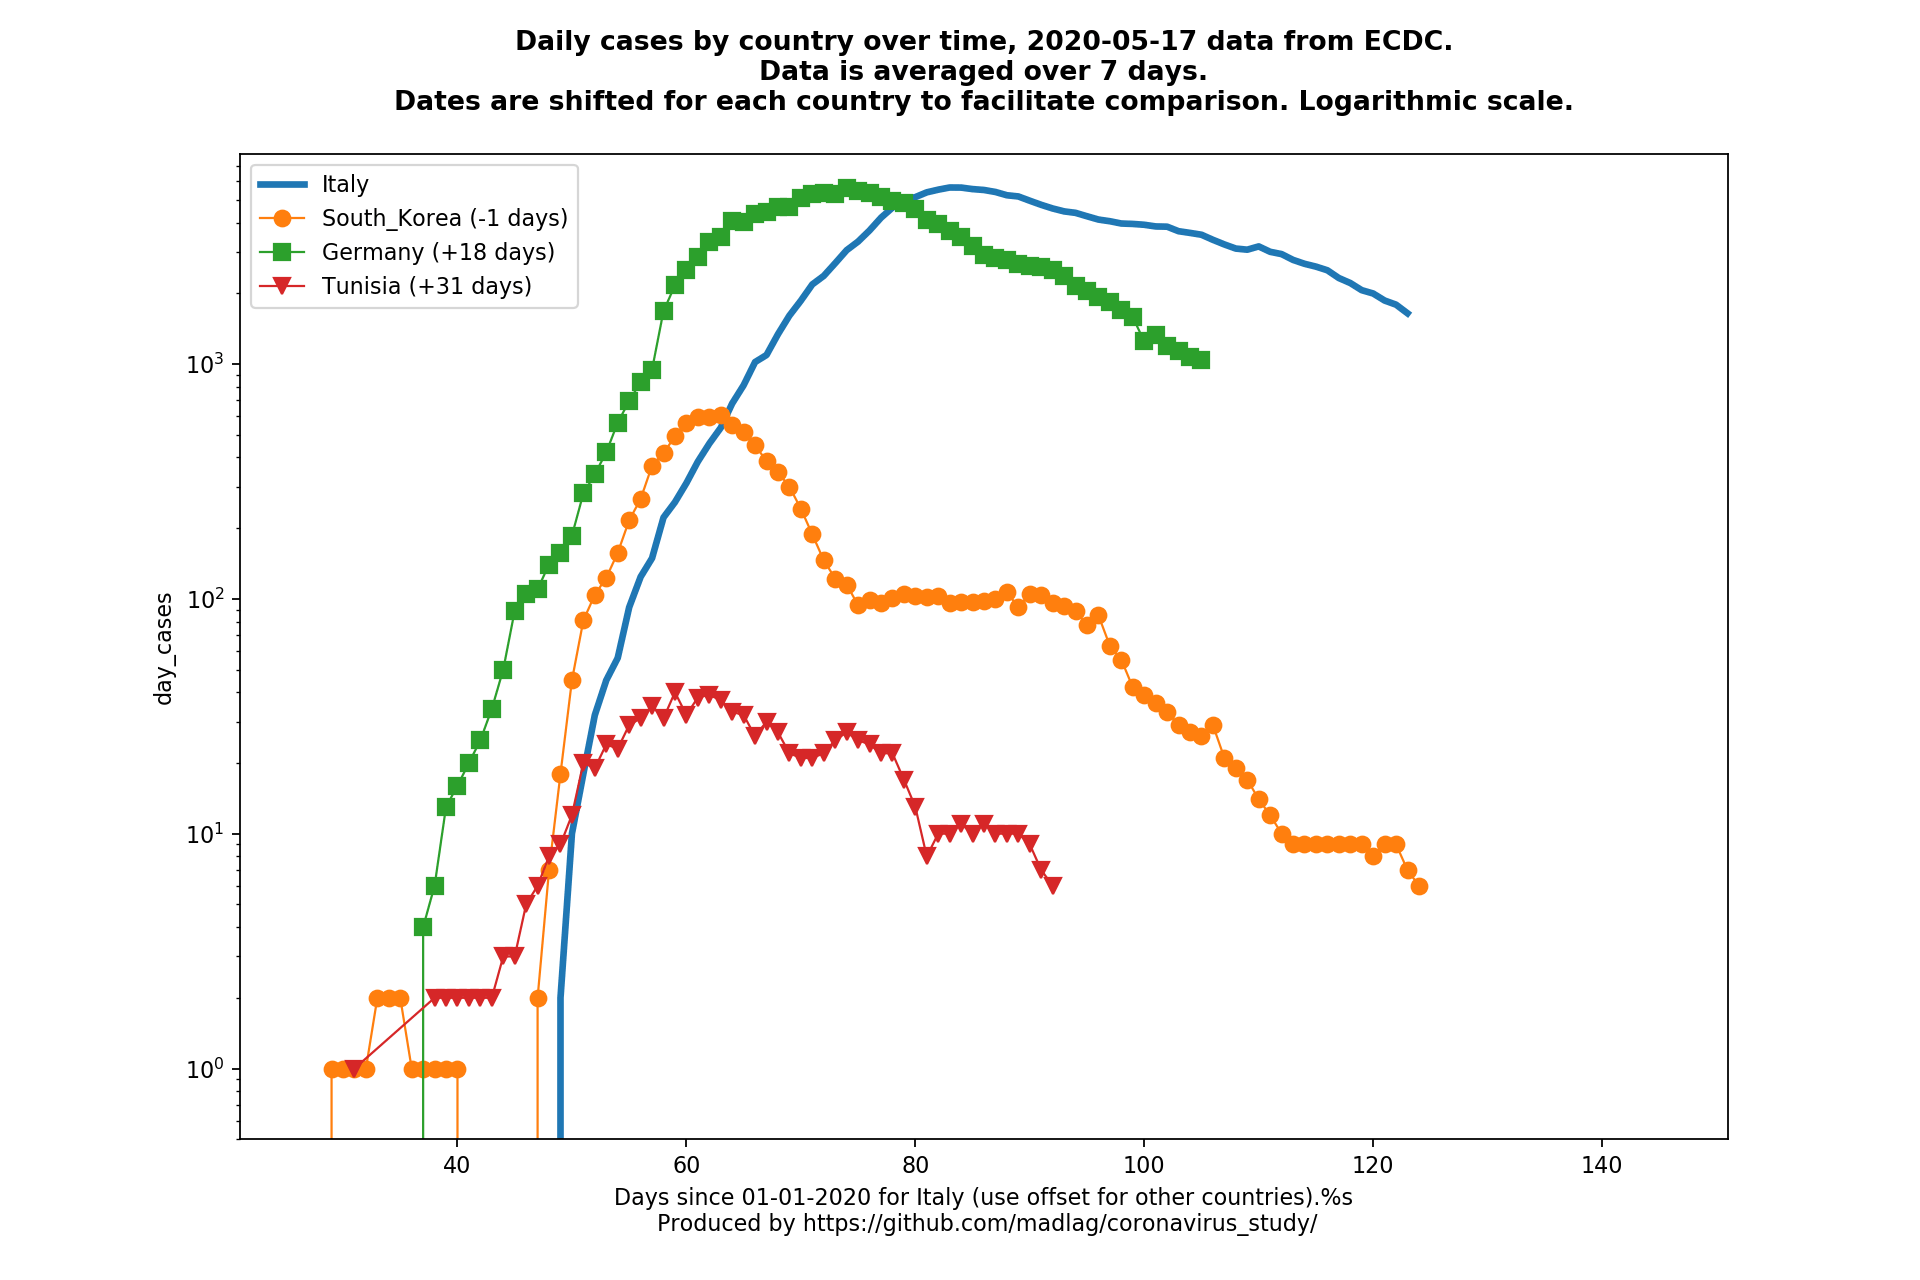 Daily cases by country over time, 2020-05-17 data from ECDC.
Data is averaged over 7 days.
Dates are shifted for each country to facilitate comparison. Logarithmic scale.
Italy
South_Korea (-1 days)
Germany (+18 days)
Tunisia (+31 days)
day_cases
10³
10²
10¹
10⁰
40 60 80 100 120 140
Days since 01-01-2020 for Italy (use offset for other countries).%s
Produced by https://github.com/madlag/coronavirus_study/